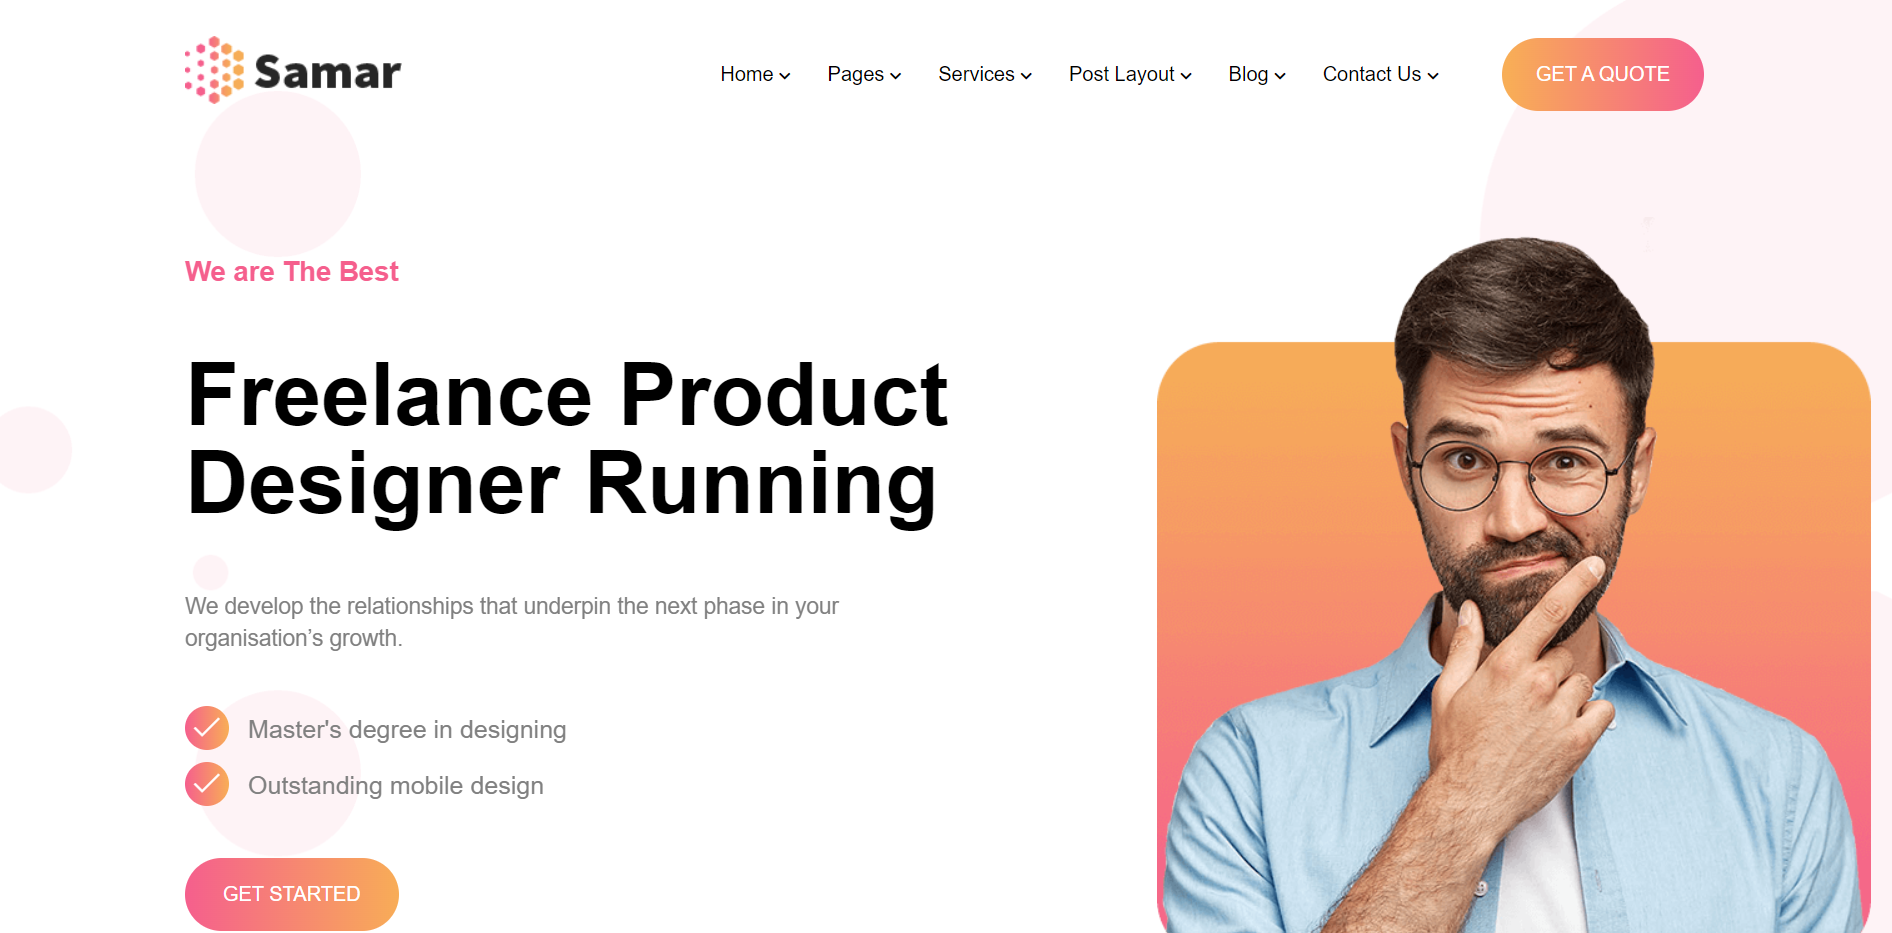 Samar
Home
Pages
Services
Post Layout
Blog
Contact Us
GET A QUOTE
We are The Best
Freelance Product
Designer Running
We develop the relationships that underpin the next phase in your
organisation’s growth.
Master's degree in designing
Outstanding mobile design
GET STARTED